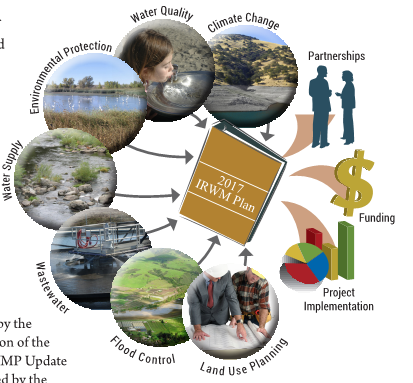 Water Quality
Climate Change
Environmental Protection
Partnerships
Water Supply
2017
IRWM Plan
Funding
Wastewater
Project
Implementation
Flood Control
Land Use Planning
by the
on of the
MP Update
ed by the